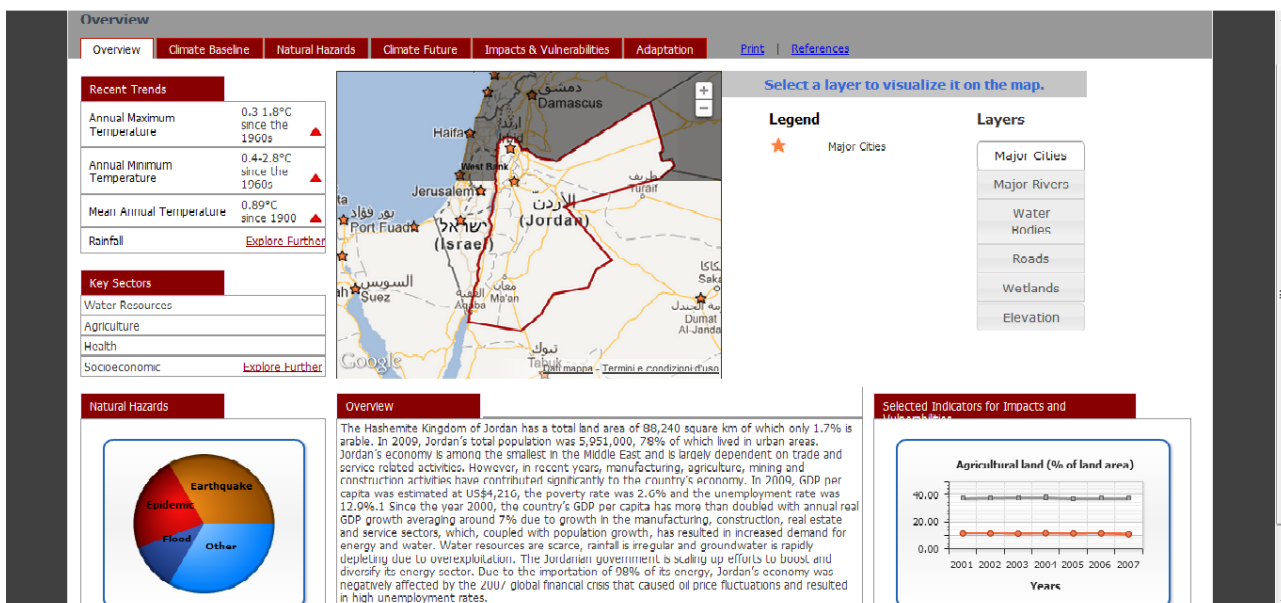 Overview
Overview
Climate Baseline
Natural Hazards
Climate Future
Impacts & Vulnerabilities
Adaptation
Print | References
Recent Trends
Annual Maximum
Temperature
0.3 1.8°C
since the
1960s
Annual Minimum
Temperature
0.4-2.8°C
since the
1960s
Mean Annual Temperature
0.89°C
since 1900
Rainfall
Explore Further
Key Sectors
Water Resources
Agriculture
Health
Socioeconomic
Explore Further
دمشق
Damascus
Haifa
إربد
Irbid
West Bank
Jerusalem
طريف
Turaif
بور فؤاد
Port Fuad
ישראל
(Israel)
الأردن
(Jordan)
السويس
Suez
معان
Ma'an
العقبة
Aqaba
Dumat
Al-Janda
تبوك
Tabuk
Google
Dati mappa - Termini e condizioni d'uso
+
−
Select a layer to visualize it on the map.
Legend
Major Cities
Layers
Major Cities
Major Rivers
Water
Bodies
Roads
Wetlands
Elevation
Natural Hazards
Earthquake
Epidemic
Flood
Other
Overview
The Hashemite Kingdom of Jordan has a total land area of 88,240 square km of which only 1.7% is
arable. In 2009, Jordan's total population was 5,951,000, 78% of which lived in urban areas.
Jordan's economy is among the smallest in the Middle East and is largely dependent on trade and
service related activities. However, in recent years, manufacturing, agriculture, mining and
construction activities have contributed significantly to the country's economy. In 2009, GDP per
capita was estimated at US$4,216, the poverty rate was 2.6% and the unemployment rate was
12.9%.1 Since the year 2000, the country's GDP per capita has more than doubled with annual real
GDP growth averaging around 7% due to growth in the manufacturing, construction, real estate
and service sectors, which, coupled with population growth, has resulted in increased demand for
energy and water. Water resources are scarce, rainfall is irregular and groundwater is rapidly
depleting due to overexploitation. The Jordanian government is scaling up efforts to boost and
diversify its energy sector. Due to the importation of 98% of its energy, Jordan's economy was
negatively affected by the 2007 global financial crisis that caused oil price fluctuations and resulted
in high unemployment rates.
Selected Indicators for Impacts and
Vulnerabilities
Agricultural land (% of land area)
40.00
20.00
0.00
2001 2002 2003 2004 2005 2006 2007
Years